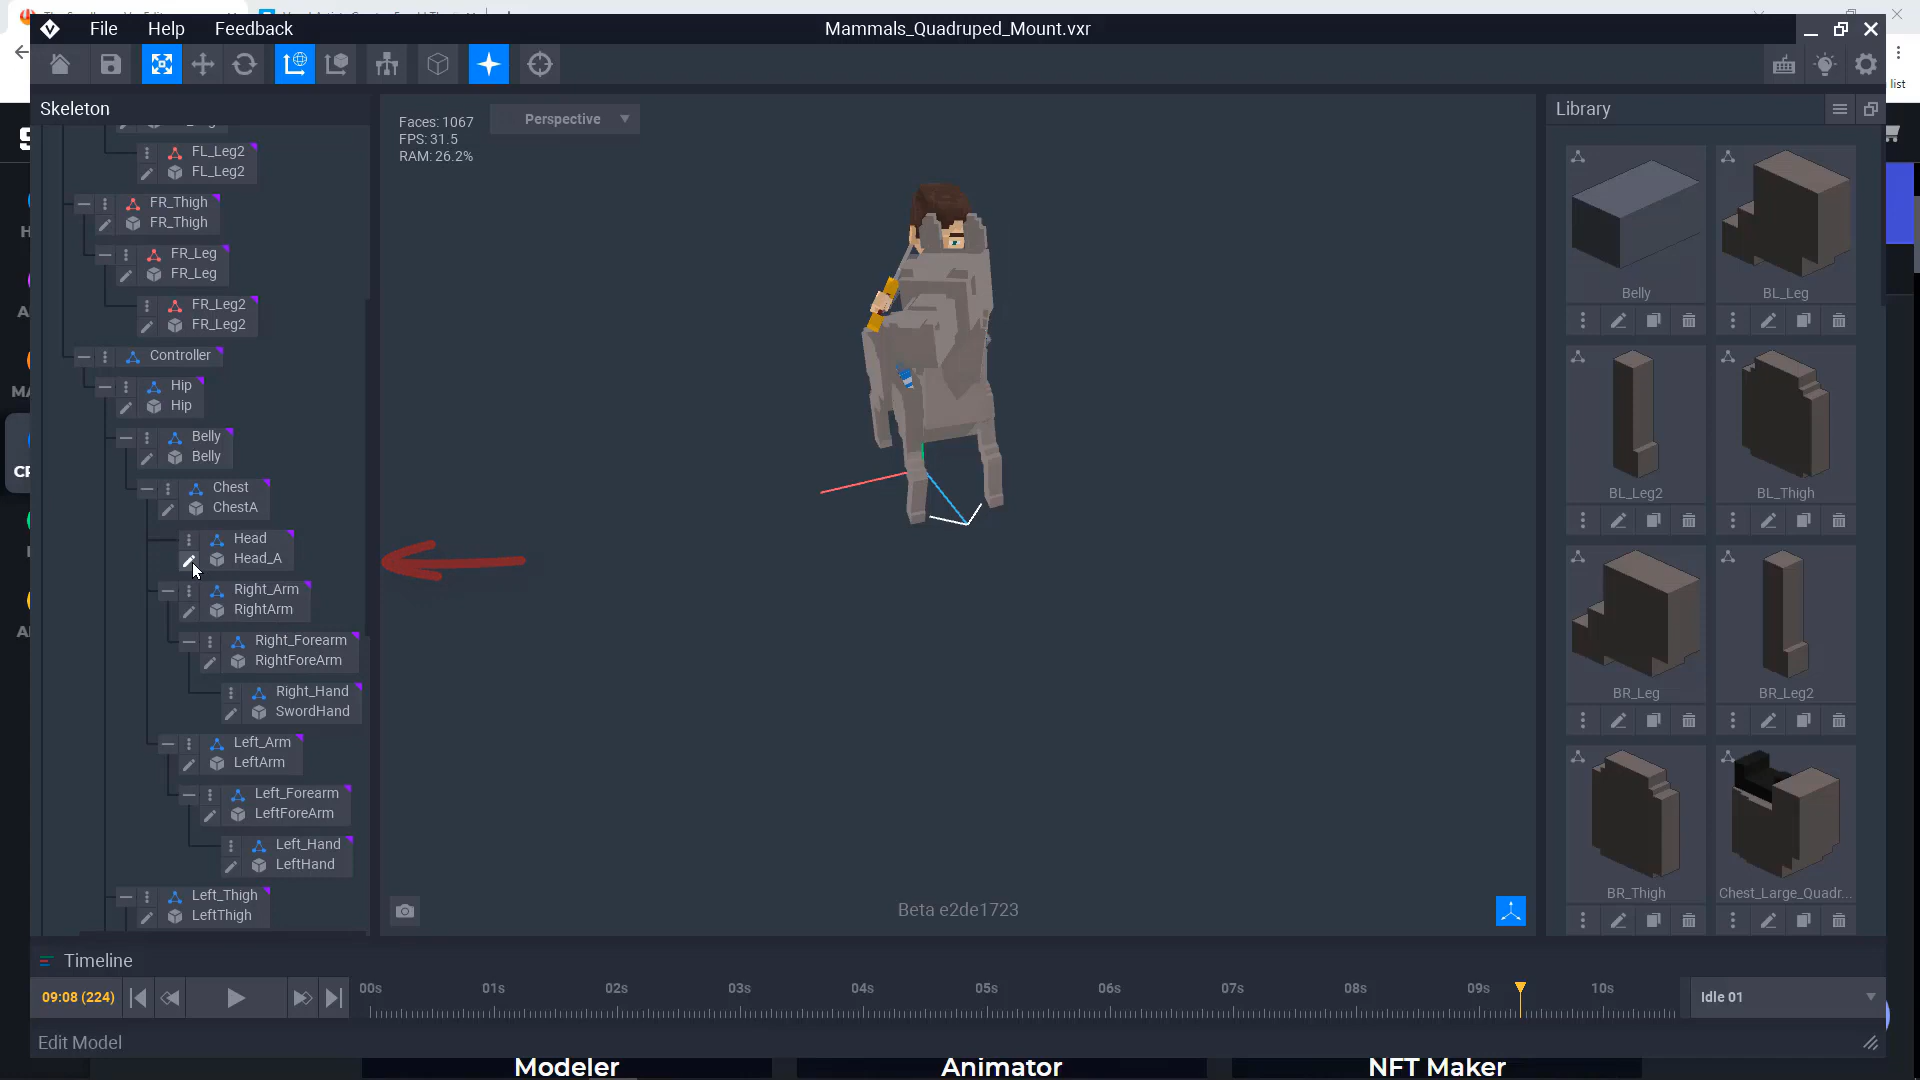 File
Help
Feedback
Mammals_Quadruped_Mount.vxr
list
Skeleton
Faces: 1067
FPS: 31.5
RAM: 26.2%
Perspective
Library
FL_Leg2
FL_Leg2
FR_Thigh
FR_Thigh
FR_Leg
FR_Leg
FR_Leg2
FR_Leg2
Controller
Hip
Hip
Belly
Belly
Chest
ChestA
Head
Head_A
Right_Arm
RightArm
Right_Forearm
RightForeArm
Right_Hand
SwordHand
Left_Arm
LeftArm
Left_Forearm
LeftForeArm
Left_Hand
LeftHand
Left_Thigh
LeftThigh
Belly
BL_Leg
BL_Leg2
BL_Thigh
BR_Leg
BR_Leg2
BR_Thigh
Chest_Large_Quadr...
Beta e2de1723
Timeline
09:08 (224)
00s
01s
02s
03s
04s
05s
06s
07s
08s
09s
10s
Idle 01
Edit Model
Modeler
Animator
NFT Maker